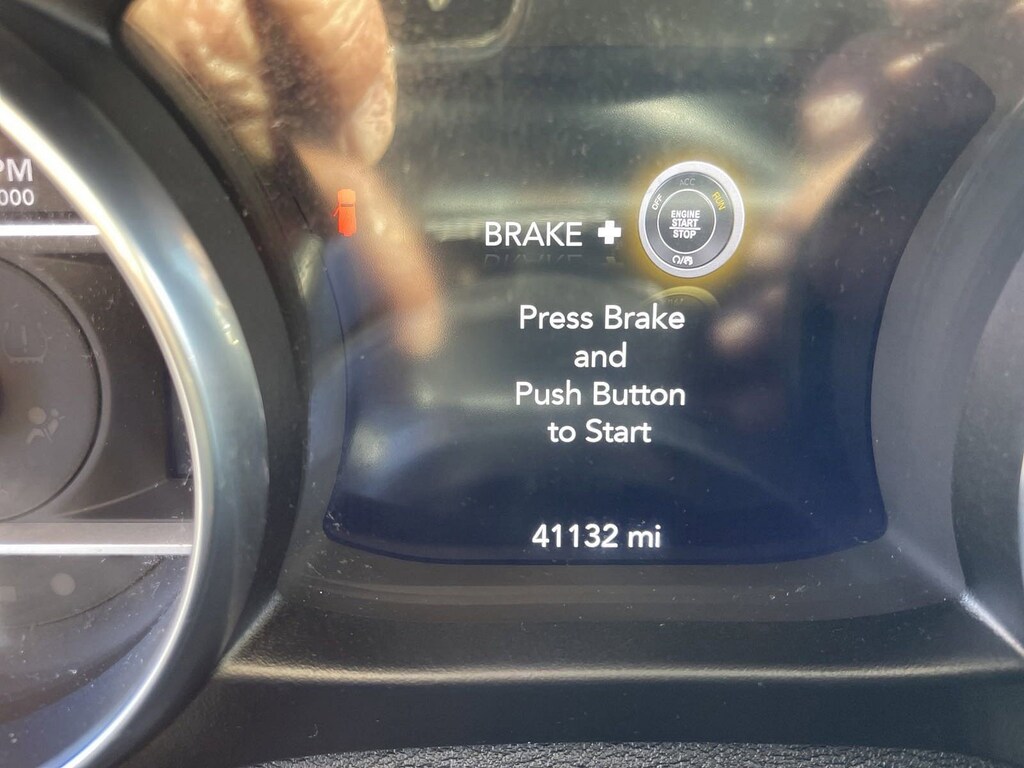 PM
000
BRAKE +
OFF ACC RUN
ENGINE
START
STOP
Press Brake
and
Push Button
to Start
41132 mi